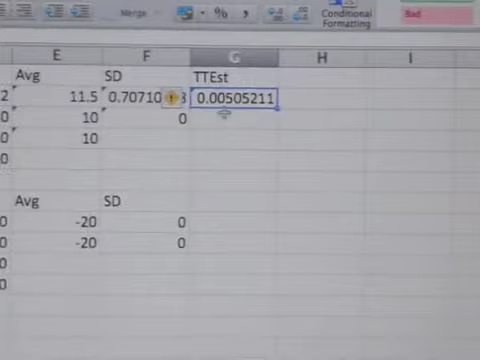 Merge % ,
Conditional Formatting Bad
E F G H I
Avg SD TTEst
2 11.5 0.70710 3 0.00505211
0 10 0
0 10
0
Avg SD
0 -20 0
0 -20 0
0
0